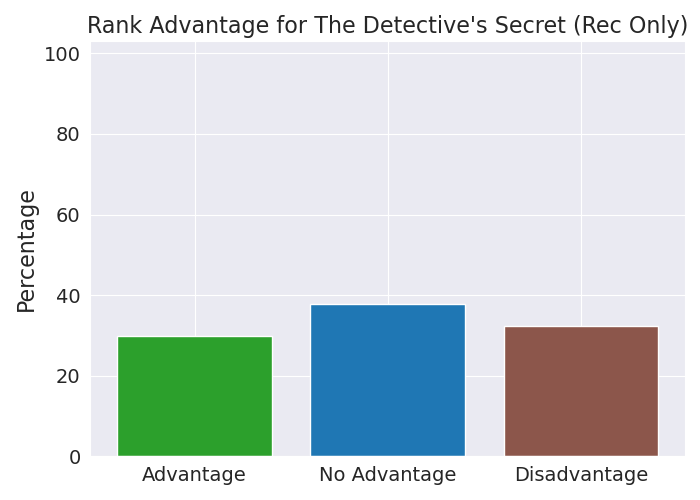 Rank Advantage for The Detective's Secret (Rec Only)
Percentage
100
80
60
40
20
0
Advantage No Advantage Disadvantage